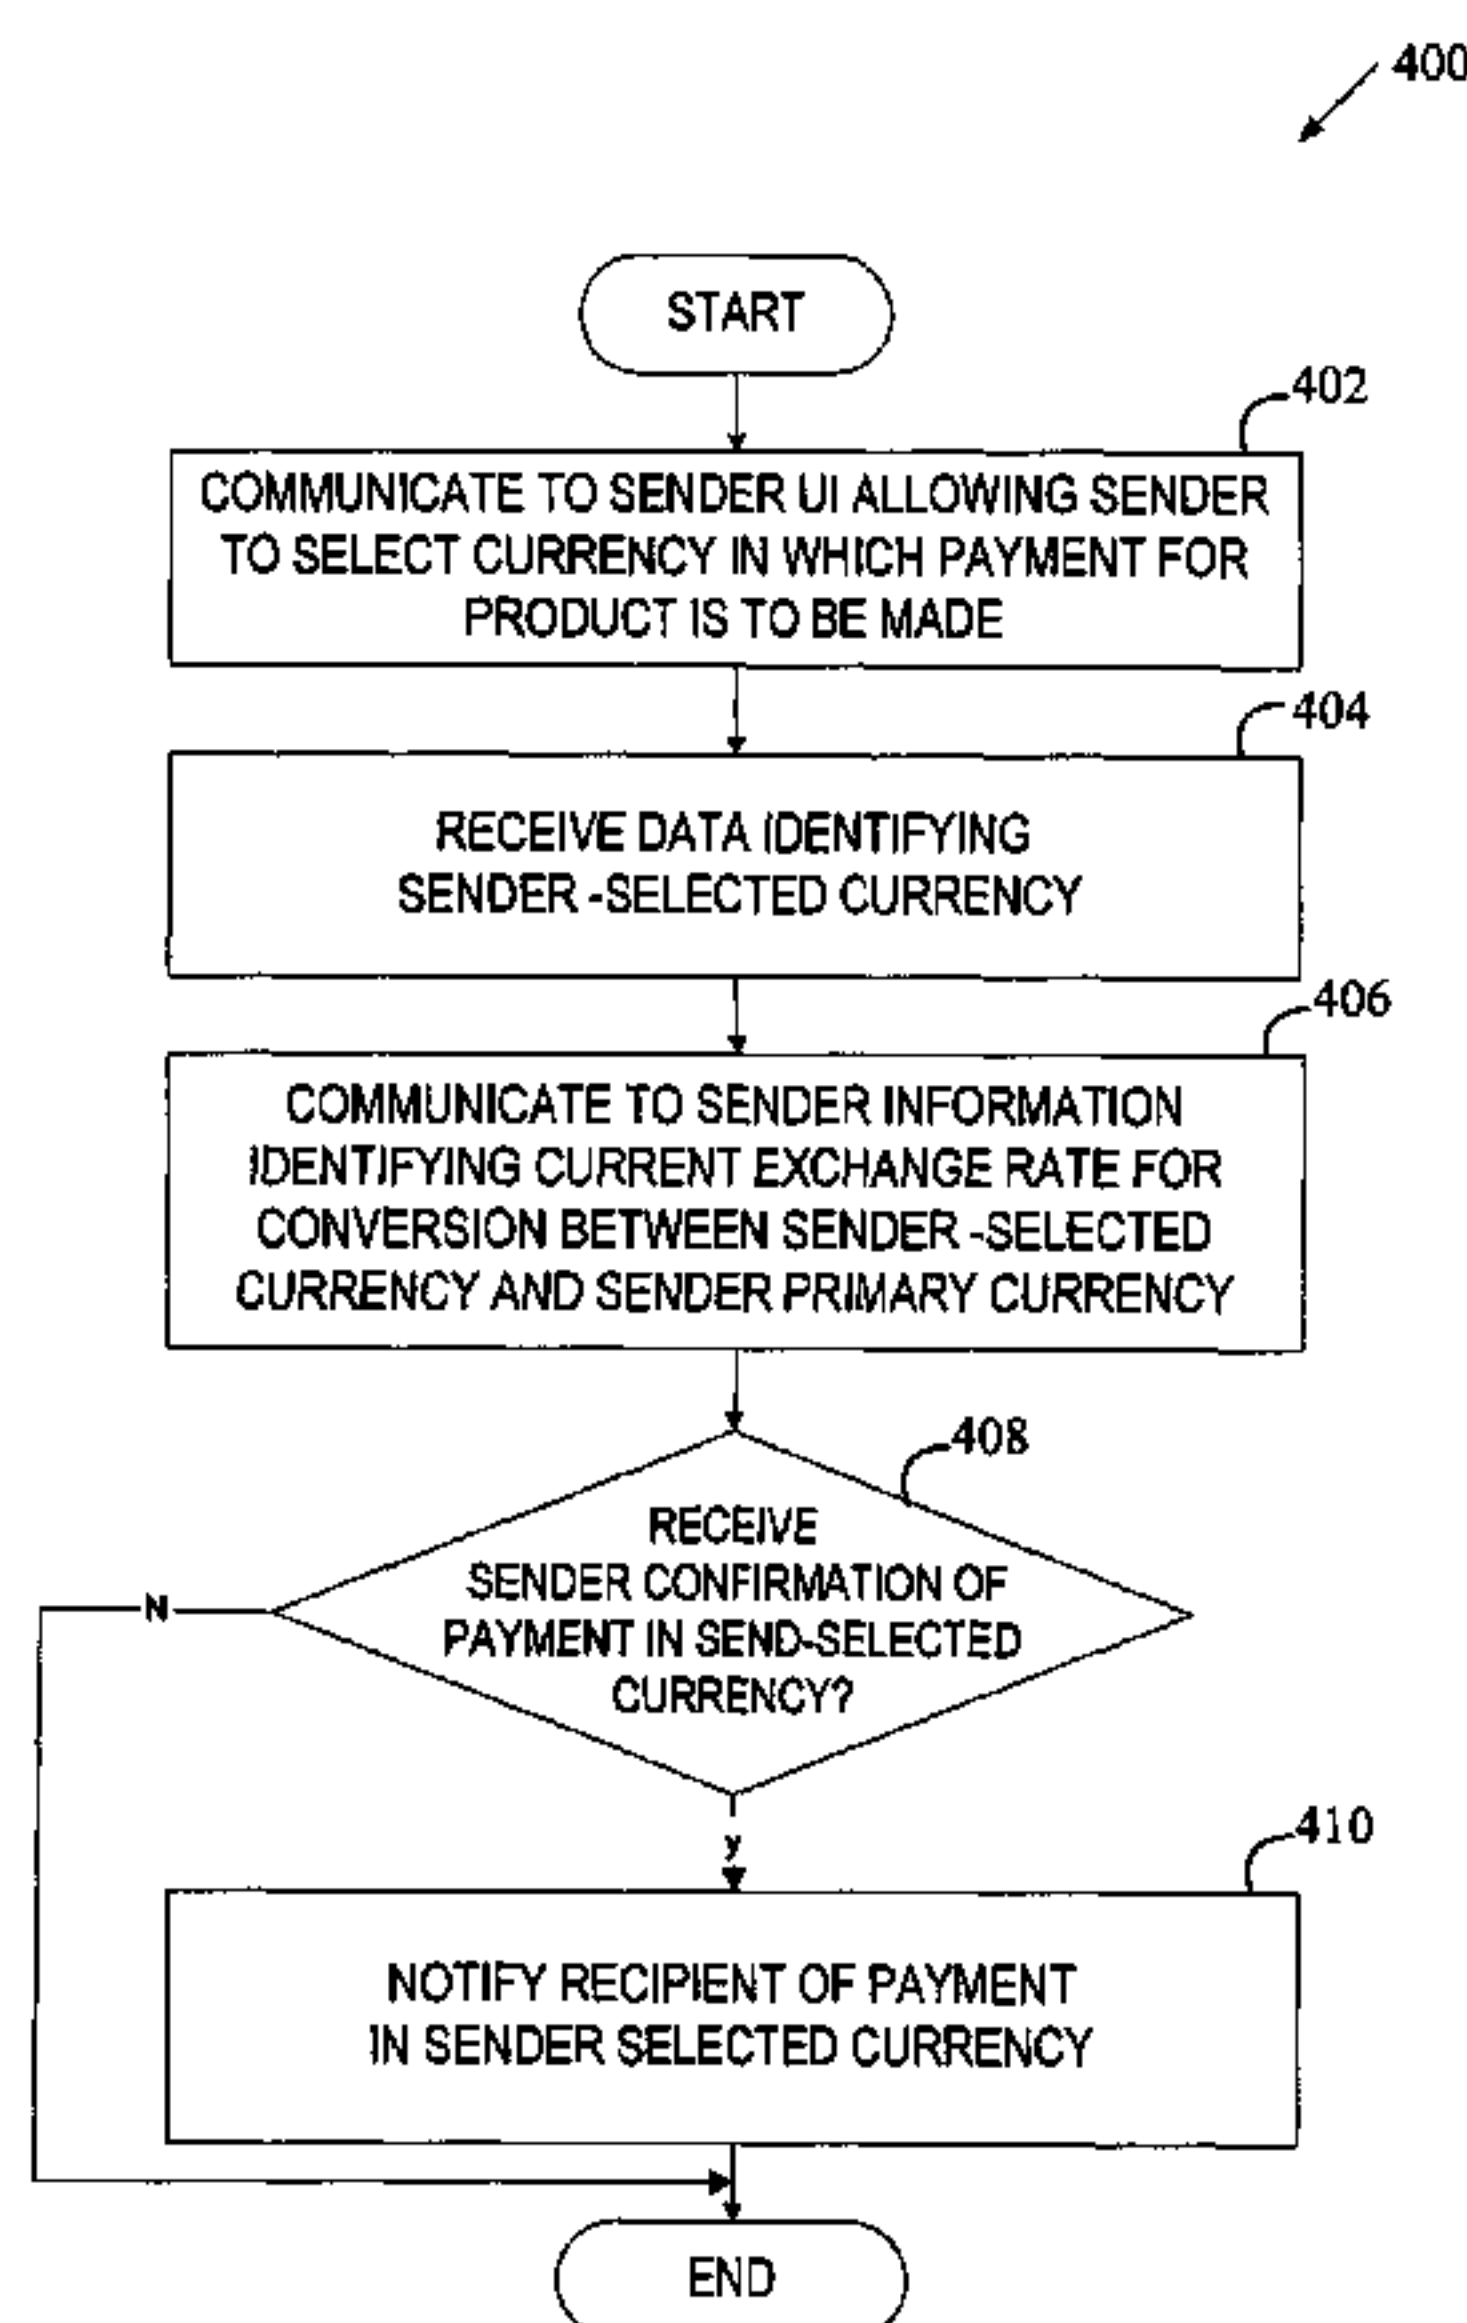 400
START
402
COMMUNICATE TO SENDER UI ALLOWING SENDER
TO SELECT CURRENCY IN WHICH PAYMENT FOR
PRODUCT IS TO BE MADE
404
RECEIVE DATA IDENTIFYING
SENDER -SELECTED CURRENCY
406
COMMUNICATE TO SENDER INFORMATION
IDENTIFYING CURRENT EXCHANGE RATE FOR
CONVERSION BETWEEN SENDER -SELECTED
CURRENCY AND SENDER PRIMARY CURRENCY
408
RECEIVE
SENDER CONFIRMATION OF
PAYMENT IN SEND-SELECTED
CURRENCY?
N
y
410
NOTIFY RECIPIENT OF PAYMENT
IN SENDER SELECTED CURRENCY
END